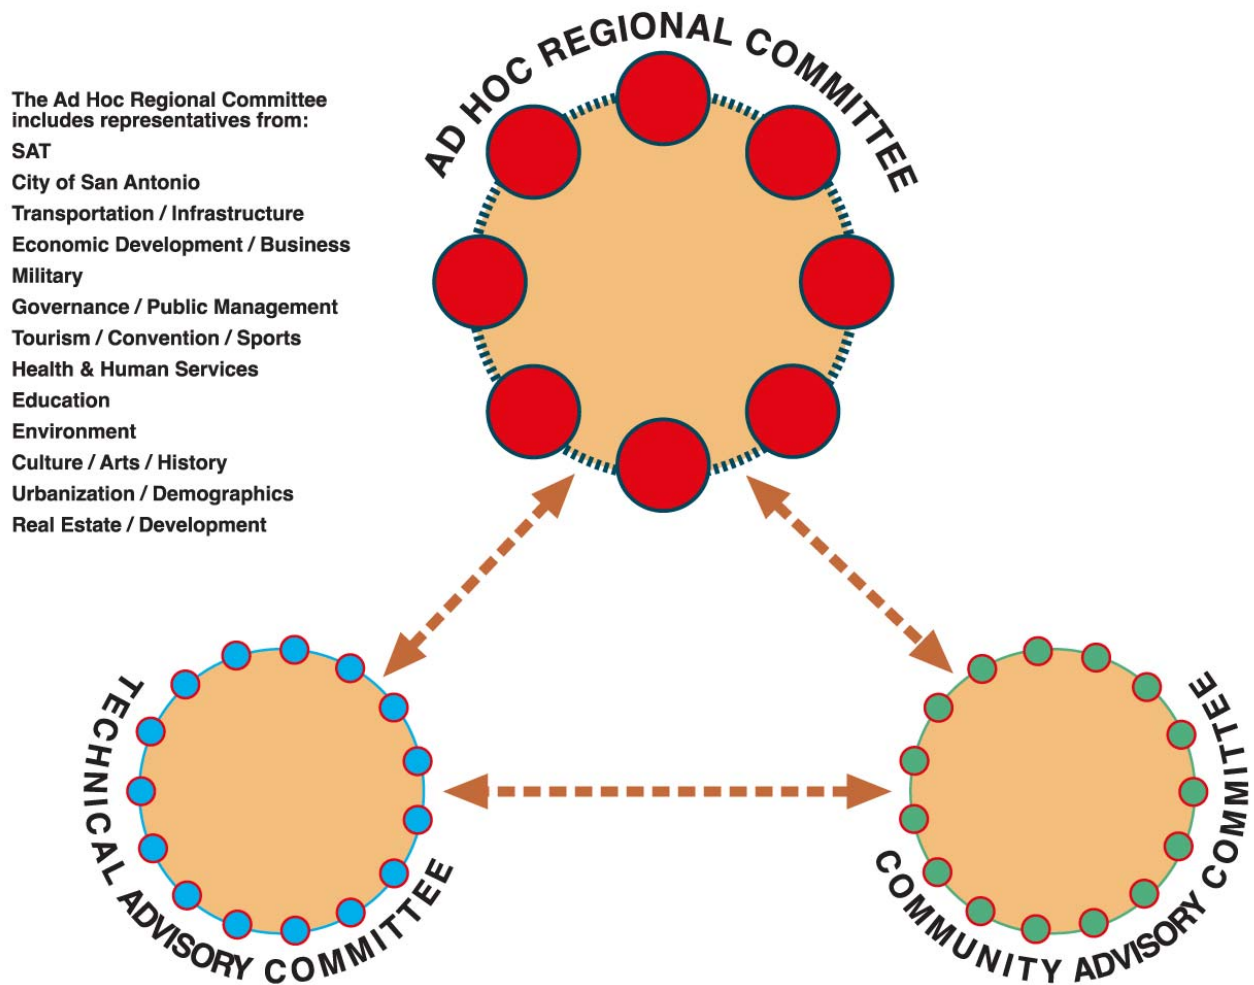 AD HOC REGIONAL COMMITTEE
The Ad Hoc Regional Committee
includes representatives from:
SAT
City of San Antonio
Transportation / Infrastructure
Economic Development / Business
Military
Governance / Public Management
Tourism / Convention / Sports
Health & Human Services
Education
Environment
Culture / Arts / History
Urbanization / Demographics
Real Estate / Development
TECHNICAL ADVISORY COMMITTEE
COMMUNITY ADVISORY COMMITTEE